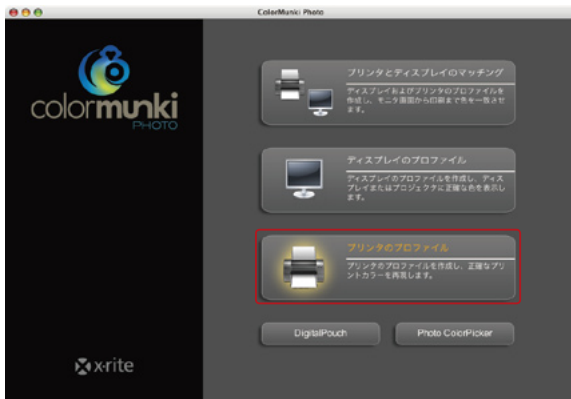 ColorMunki Photo
colormunki
PHOTO
プリンタとディスプレイのマッチング
ディスプレイおよびプリンタのプロファイルを
作成し、モニタ画面から印刷まで色を一致させ
ます。
ディスプレイのプロファイル
ディスプレイのプロファイルを作成し、ディス
プレイまたはプロジェクタに正確な色を表示し
ます。
プリンタのプロファイル
プリンタのプロファイルを作成し、正確なプリ
ントカラーを再現します。
DigitalPouch
Photo ColorPicker
x-rite